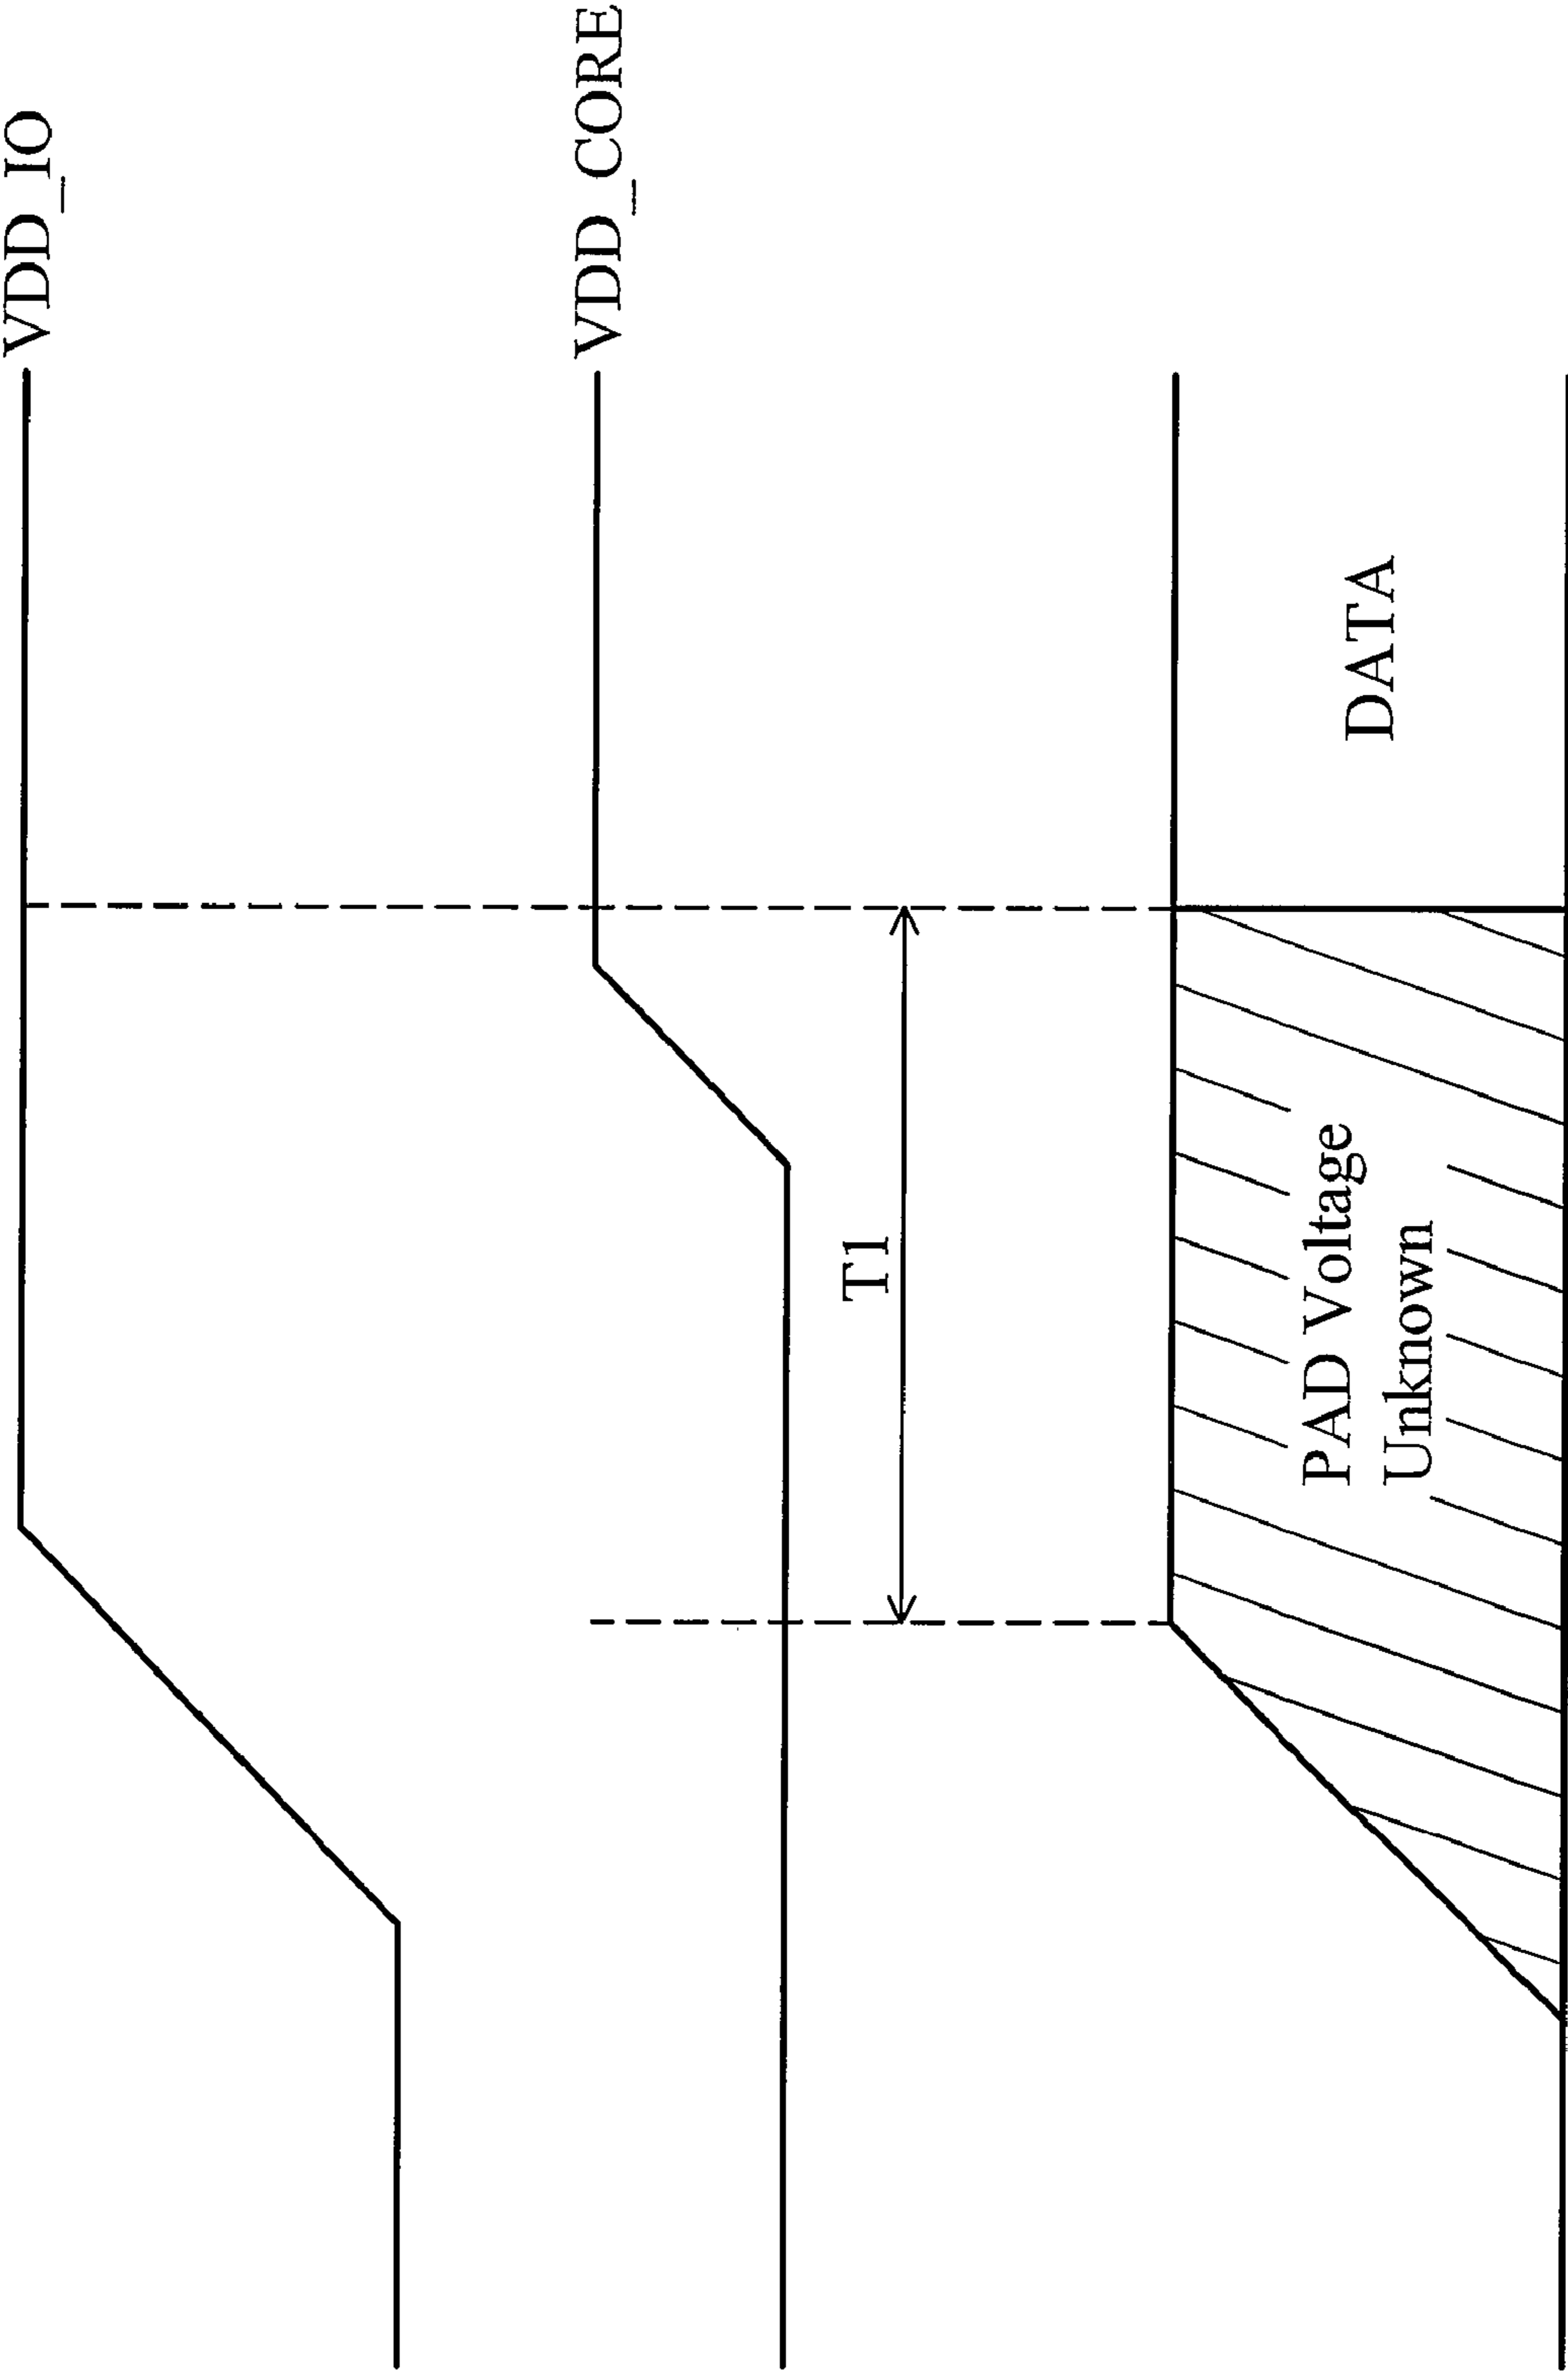 VDD_IO
VDD_CORE
T1
PAD Voltage
Unknown
DATA